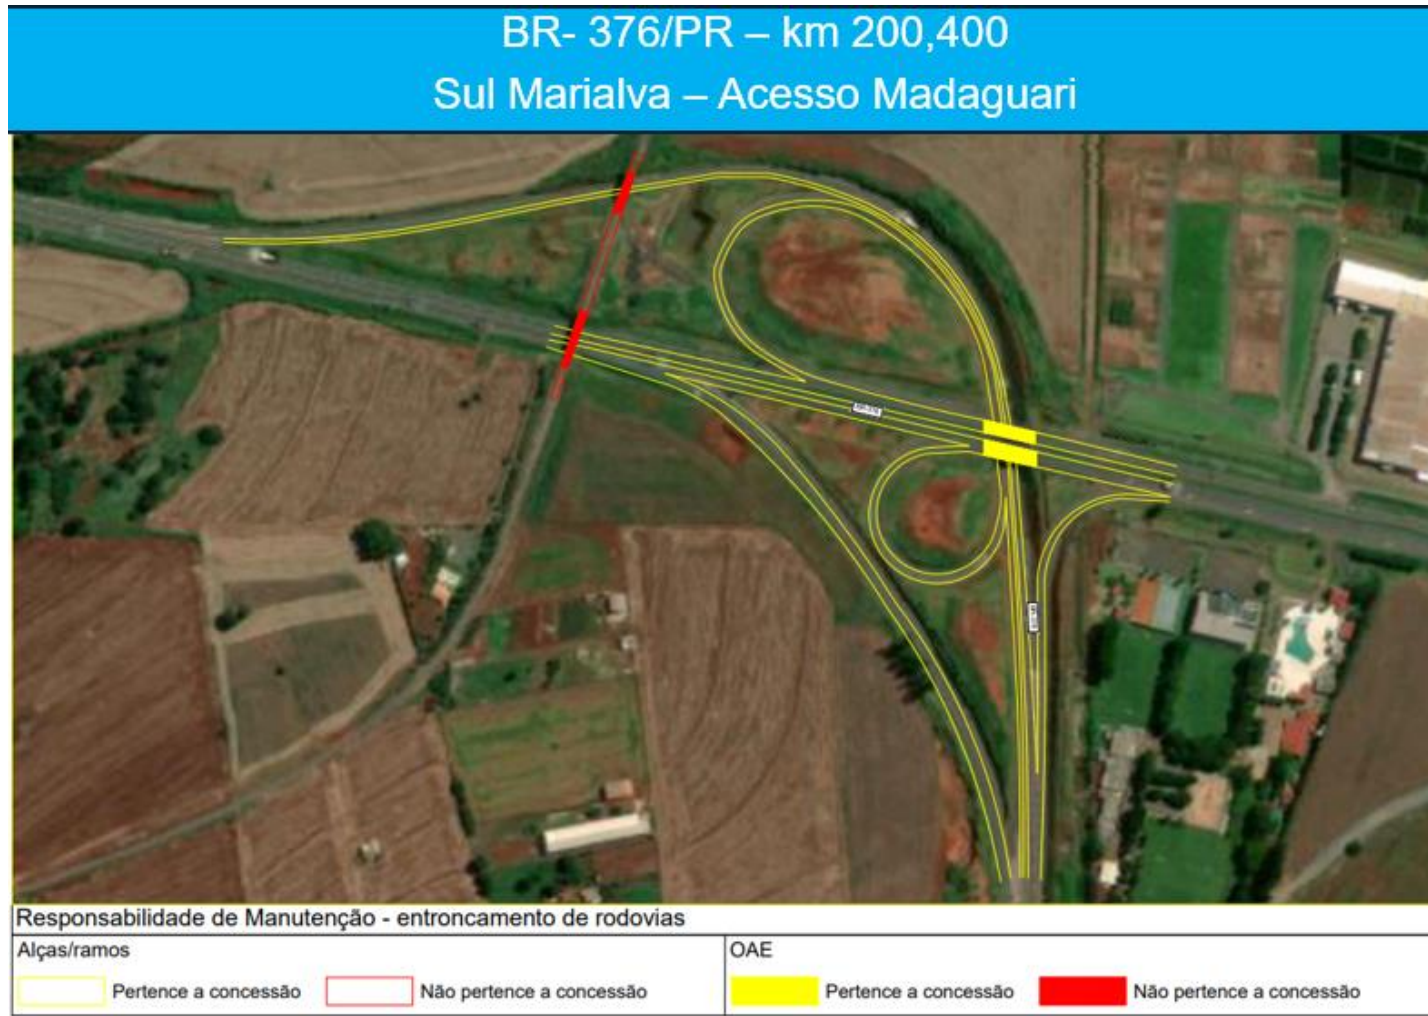 BR- 376/PR – km 200,400
Sul Marialva – Acesso Madaguari
Responsabilidade de Manutenção - entroncamento de rodovias
Alças/ramos
OAE
Pertence a concessão
Não pertence a concessão
Pertence a concessão
Não pertence a concessão